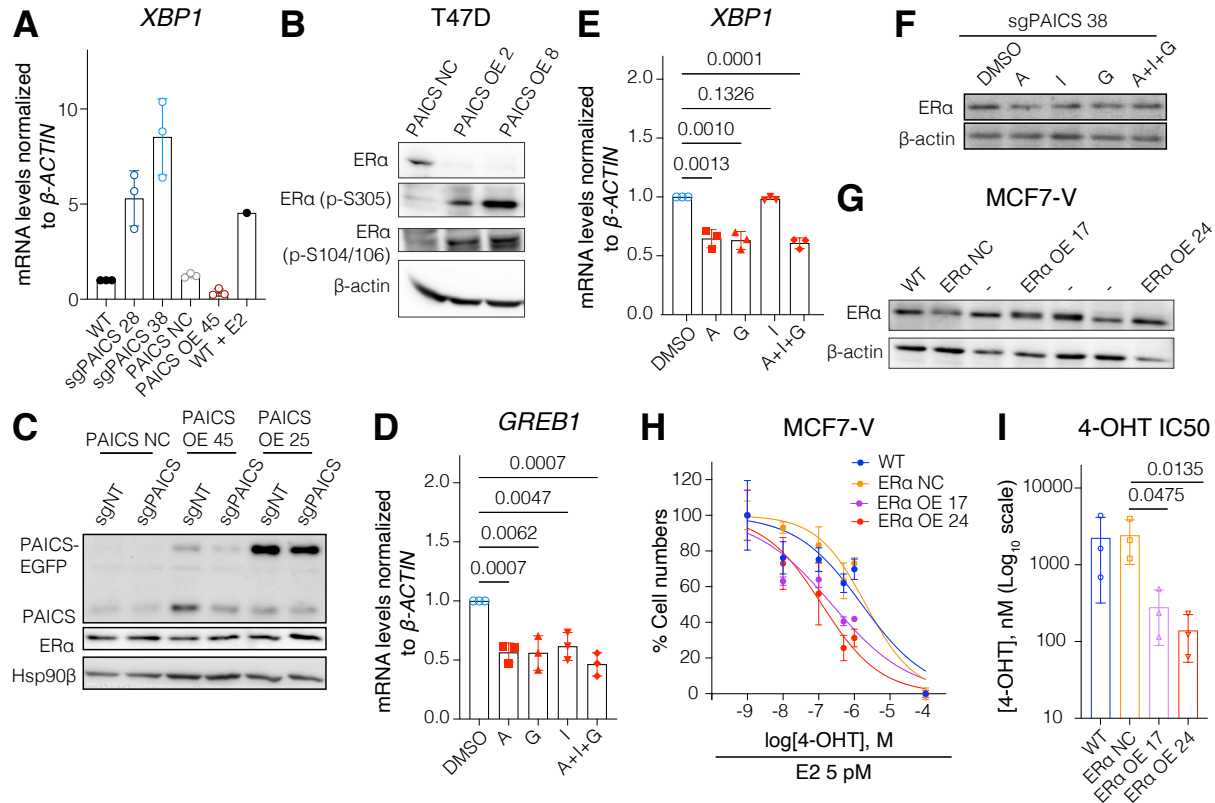 A
XBP1
mRNA levels normalized
to β-ACTIN
10
5
0
WT
sgPAICS 28
sgPAICS 38
PAICS NC
PAICS OE 45
WT + E2
B
T47D
PAICS NC
PAICS OE 2
PAICS OE 8
ERα
ERα (p-S305)
ERα
(p-S104/106)
β-actin
E
XBP1
mRNA levels normalized
to β-ACTIN
2.0
1.5
1.0
0.5
0.0
0.0001
0.1326
0.0010
0.0013
DMSO
A
G
I
A+I+G
F
sgPAICS 38
DMSO
A
I
G
A+I+G
ERα
β-actin
G
MCF7-V
WT
ERα NC
-
ERα OE 17
-
-
ERα OE 24
ERα
β-actin
C
PAICS NC
PAICS
OE 45
PAICS
OE 25
sgNT
sgPAICS
sgNT
sgPAICS
sgNT
sgPAICS
PAICS-
EGFP
PAICS
ERα
Hsp90β
D
GREB1
mRNA levels normalized
to β-ACTIN
2.0
1.5
1.0
0.5
0.0
0.0007
0.0047
0.0062
0.0007
DMSO
A
G
I
A+I+G
H
MCF7-V
% Cell numbers
120
100
80
60
40
20
0
WT
ERα NC
ERα OE 17
ERα OE 24
-9
-8
-7
-6
-5
-4
log[4-OHT], M
E2 5 pM
I
4-OHT IC50
[4-OHT], nM (Log10 scale)
10000
1000
100
10
0.0135
0.0475
WT
ERα NC
ERα OE 17
ERα OE 24